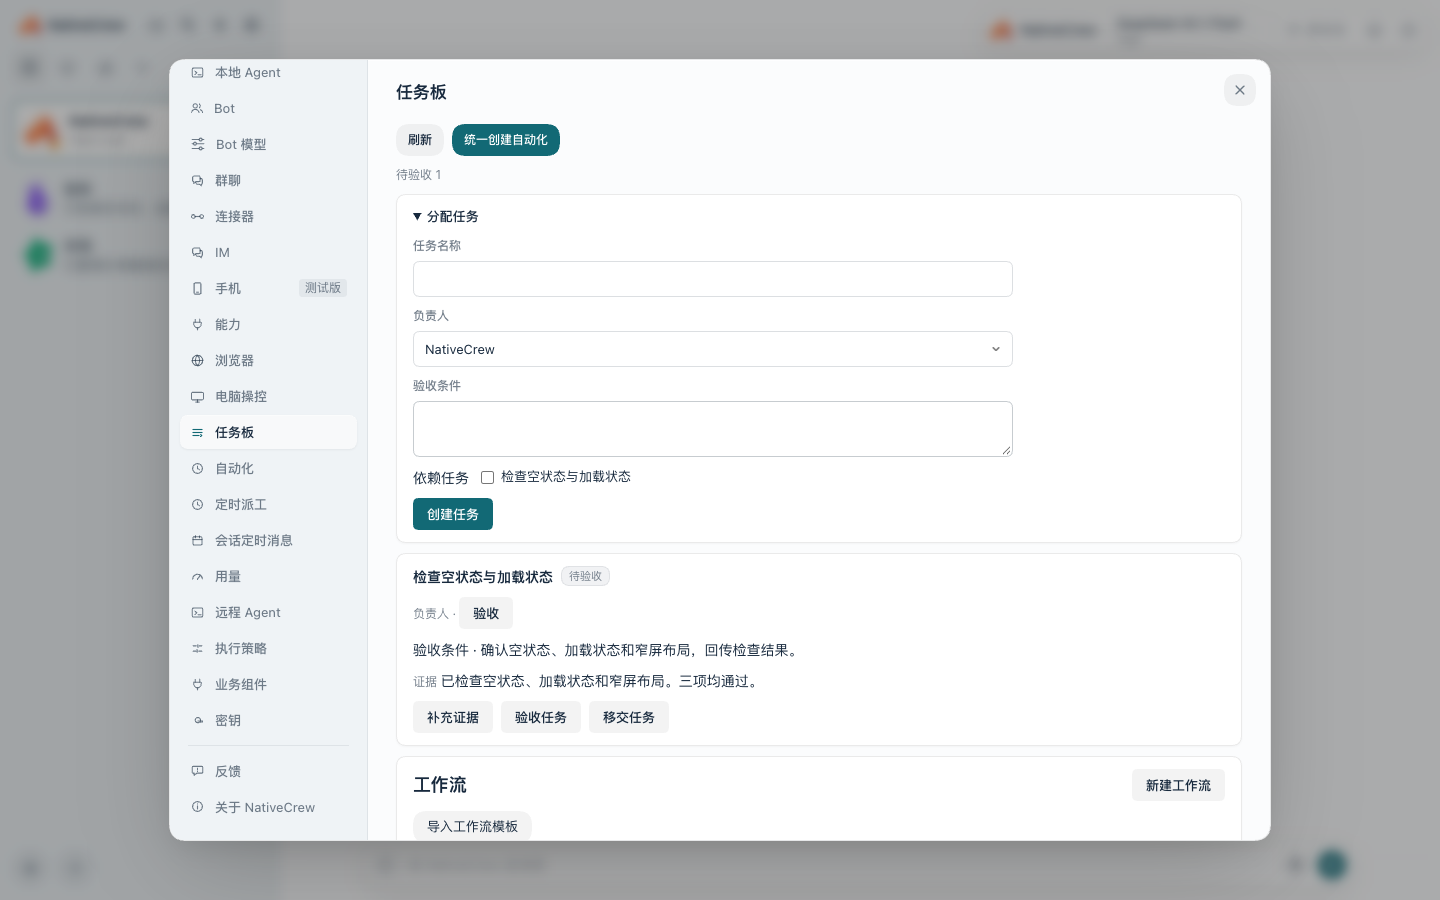 本地 Agent
Bot
Bot 模型
群聊
连接器
IM
手机 测试版
能力
浏览器
电脑操控
任务板
自动化
定时派工
会话定时消息
用量
远程 Agent
执行策略
业务组件
密钥
反馈
关于 NativeCrew
任务板
刷新 统一创建自动化
待验收 1
▼ 分配任务
任务名称
负责人
NativeCrew
验收条件
依赖任务 检查空状态与加载状态
创建任务
检查空状态与加载状态 待验收
负责人 · 验收
验收条件 · 确认空状态、加载状态和窄屏布局，回传检查结果。
证据 已检查空状态、加载状态和窄屏布局。三项均通过。
补充证据 验收任务 移交任务
工作流 新建工作流
导入工作流模板